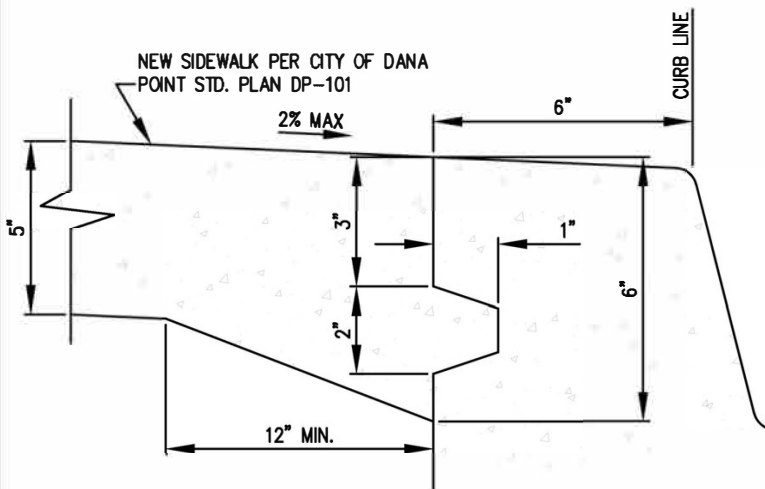 NEW SIDEWALK PER CITY OF DANA
POINT STD. PLAN DP-101
CURB LINE
2% MAX
6"
5"
3"
1"
6"
2"
12" MIN.